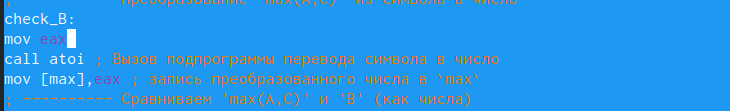 ; ---------- Преобразование 'max(A,C)' из символа в число
check_B:
mov eax
call atoi ; Вызов подпрограммы перевода символа в число
mov [max],eax ; запись преобразованного числа в `max`
; ---------- Сравниваем 'max(A,C)' и 'B' (как числа)